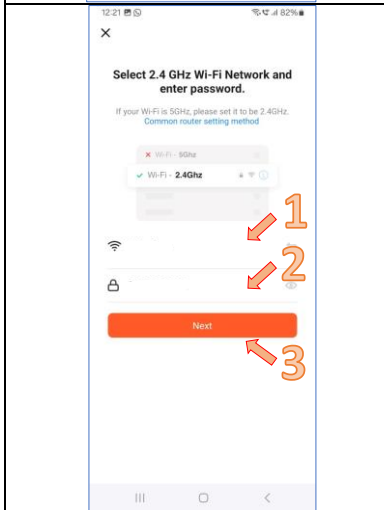 12:21 82%
Select 2.4 GHz Wi-Fi Network and
enter password.
If your Wi-Fi is 5GHz, please set it to be 2.4GHz.
Common router setting
method
Wi-Fi - 5Ghz
Wi-Fi - 2.4Ghz
1
2
Next
3